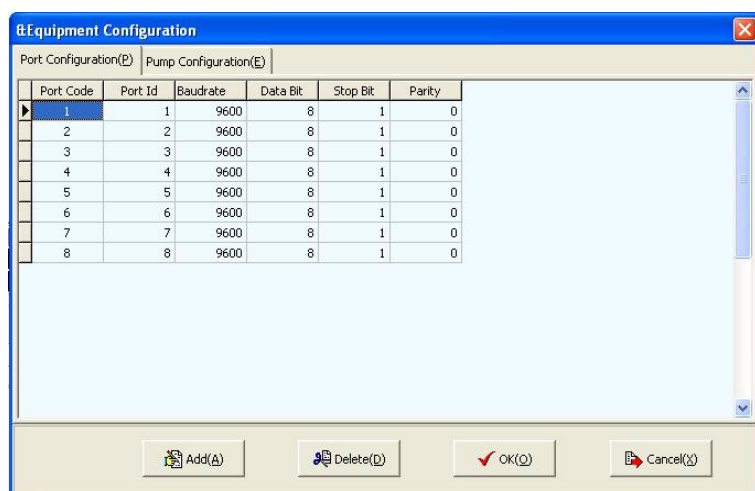 &Equipment Configuration
Port Configuration(P) Pump Configuration(E)
Port Code Port Id Baudrate Data Bit Stop Bit Parity
1 1 9600 8 1 0
2 2 9600 8 1 0
3 3 9600 8 1 0
4 4 9600 8 1 0
5 5 9600 8 1 0
6 6 9600 8 1 0
7 7 9600 8 1 0
8 8 9600 8 1 0
Add(A) Delete(D) OK(O) Cancel(X)